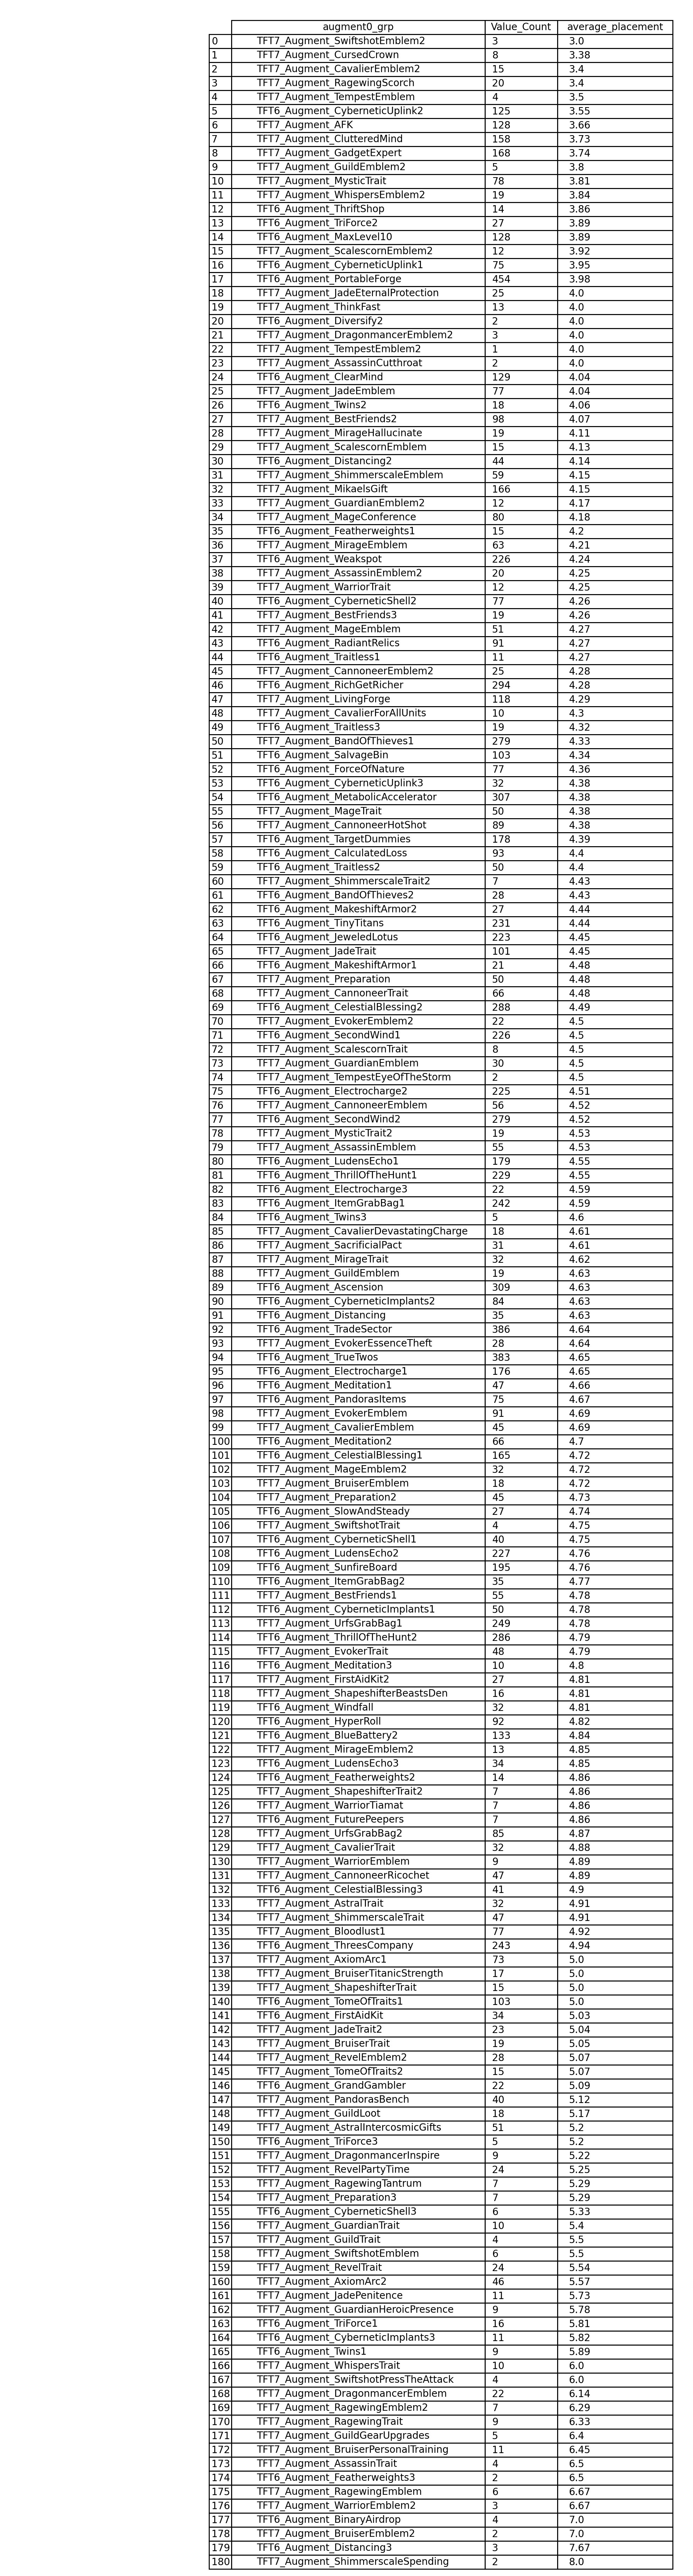 augment0_grp Value_Count average_placement
0 TFT7_Augment_SwiftshotEmblem2 3 3.0
1 TFT7_Augment_CursedCrown 8 3.38
2 TFT7_Augment_CavalierEmblem2 15 3.4
3 TFT7_Augment_RagewingScorch 20 3.4
4 TFT7_Augment_TempestEmblem 4 3.5
5 TFT6_Augment_CyberneticUplink2 125 3.55
6 TFT6_Augment_AFK 128 3.66
7 TFT7_Augment_ClutteredMind 158 3.73
8 TFT7_Augment_GadgetExpert 168 3.74
9 TFT7_Augment_GuildEmblem2 5 3.8
10 TFT7_Augment_MysticTrait 78 3.81
11 TFT7_Augment_WhispersEmblem2 19 3.84
12 TFT6_Augment_ThriftShop 14 3.86
13 TFT6_Augment_TriForce2 27 3.89
14 TFT6_Augment_MaxLevel10 128 3.89
15 TFT7_Augment_ScalescornEmblem2 12 3.92
16 TFT6_Augment_CyberneticUplink1 75 3.95
17 TFT6_Augment_PortableForge 454 3.98
18 TFT7_Augment_JadeEternalProtection 25 4.0
19 TFT7_Augment_ThinkFast 13 4.0
20 TFT6_Augment_Diversify2 2 4.0
21 TFT7_Augment_DragonmancerEmblem2 3 4.0
22 TFT7_Augment_TempestEmblem2 1 4.0
23 TFT7_Augment_AssassinCutthroat 2 4.0
24 TFT6_Augment_ClearMind 129 4.04
25 TFT7_Augment_JadeEmblem 77 4.04
26 TFT6_Augment_Twins2 18 4.06
27 TFT7_Augment_BestFriends2 98 4.07
28 TFT7_Augment_MirageHallucinate 19 4.11
29 TFT7_Augment_ScalescornEmblem 15 4.13
30 TFT6_Augment_Distancing2 44 4.14
31 TFT7_Augment_ShimmerscaleEmblem 59 4.15
32 TFT7_Augment_MikaelsGift 166 4.15
33 TFT7_Augment_GuardianEmblem2 12 4.17
34 TFT7_Augment_MageConference 80 4.18
35 TFT6_Augment_Featherweights1 15 4.2
36 TFT7_Augment_MirageEmblem 63 4.21
37 TFT6_Augment_Weakspot 226 4.24
38 TFT7_Augment_AssassinEmblem2 20 4.25
39 TFT7_Augment_WarriorTrait 12 4.25
40 TFT6_Augment_CyberneticShell2 77 4.26
41 TFT7_Augment_BestFriends3 19 4.26
42 TFT7_Augment_MageEmblem 51 4.27
43 TFT6_Augment_RadiantRelics 91 4.27
44 TFT6_Augment_Traitless1 11 4.27
45 TFT7_Augment_CannoneerEmblem2 25 4.28
46 TFT6_Augment_RichGetRicher 294 4.28
47 TFT7_Augment_LivingForge 118 4.29
48 TFT7_Augment_CavalierForAllUnits 10 4.3
49 TFT6_Augment_Traitless3 19 4.32
50 TFT7_Augment_BandOfThieves1 279 4.33
51 TFT6_Augment_SalvageBin 103 4.34
52 TFT6_Augment_ForceOfNature 77 4.36
53 TFT6_Augment_CyberneticUplink3 32 4.38
54 TFT6_Augment_MetabolicAccelerator 307 4.38
55 TFT7_Augment_MageTrait 50 4.38
56 TFT7_Augment_CannoneerHotShot 89 4.38
57 TFT6_Augment_TargetDummies 178 4.39
58 TFT6_Augment_CalculatedLoss 93 4.4
59 TFT6_Augment_Traitless2 50 4.4
60 TFT7_Augment_ShimmerscaleTrait2 7 4.43
61 TFT6_Augment_BandOfThieves2 28 4.43
62 TFT6_Augment_MakeshiftArmor2 27 4.44
63 TFT6_Augment_TinyTitans 231 4.44
64 TFT6_Augment_JeweledLotus 223 4.45
65 TFT7_Augment_JadeTrait 101 4.45
66 TFT6_Augment_MakeshiftArmor1 21 4.48
67 TFT7_Augment_Preparation 50 4.48
68 TFT7_Augment_CannoneerTrait 66 4.48
69 TFT6_Augment_CelestialBlessing2 288 4.49
70 TFT7_Augment_EvokerEmblem2 22 4.5
71 TFT6_Augment_SecondWind1 226 4.5
72 TFT7_Augment_ScalescornTrait 8 4.5
73 TFT7_Augment_GuardianEmblem 30 4.5
74 TFT7_Augment_TempestEyeOfTheStorm 2 4.5
75 TFT6_Augment_Electrocharge2 225 4.51
76 TFT7_Augment_CannoneerEmblem 56 4.52
77 TFT6_Augment_SecondWind2 279 4.52
78 TFT7_Augment_MysticTrait2 19 4.53
79 TFT7_Augment_AssassinEmblem 55 4.53
80 TFT6_Augment_LudensEcho1 179 4.55
81 TFT6_Augment_ThrillOfTheHunt1 229 4.55
82 TFT6_Augment_Electrocharge3 22 4.59
83 TFT6_Augment_ItemGrabBag1 242 4.59
84 TFT6_Augment_Twins3 5 4.6
85 TFT7_Augment_CavalierDevastatingCharge 18 4.61
86 TFT7_Augment_SacrificialPact 31 4.61
87 TFT7_Augment_MirageTrait 32 4.62
88 TFT7_Augment_GuildEmblem 19 4.63
89 TFT6_Augment_Ascension 309 4.63
90 TFT6_Augment_CyberneticImplants2 84 4.63
91 TFT6_Augment_Distancing 35 4.63
92 TFT6_Augment_TradeSector 386 4.64
93 TFT7_Augment_EvokerEssenceTheft 28 4.64
94 TFT6_Augment_TrueTwos 383 4.65
95 TFT6_Augment_Electrocharge1 176 4.65
96 TFT6_Augment_Meditation1 47 4.66
97 TFT6_Augment_PandorasItems 75 4.67
98 TFT7_Augment_EvokerEmblem 91 4.69
99 TFT7_Augment_CavalierEmblem 45 4.69
100 TFT6_Augment_Meditation2 66 4.7
101 TFT6_Augment_CelestialBlessing1 165 4.72
102 TFT7_Augment_MageEmblem2 32 4.72
103 TFT7_Augment_BruiserEmblem 18 4.72
104 TFT7_Augment_Preparation2 45 4.73
105 TFT6_Augment_SlowAndSteady 27 4.74
106 TFT7_Augment_SwiftshotTrait 4 4.75
107 TFT6_Augment_CyberneticShell1 40 4.75
108 TFT6_Augment_LudensEcho2 227 4.76
109 TFT6_Augment_SunfireBoard 195 4.76
110 TFT6_Augment_ItemGrabBag2 35 4.77
111 TFT7_Augment_BestFriends1 55 4.78
112 TFT6_Augment_CyberneticImplants1 50 4.78
113 TFT7_Augment_UrfsGrabBag1 249 4.78
114 TFT6_Augment_ThrillOfTheHunt2 286 4.79
115 TFT7_Augment_EvokerTrait 48 4.79
116 TFT6_Augment_Meditation3 10 4.8
117 TFT7_Augment_FirstAidKit2 27 4.81
118 TFT7_Augment_ShapeshifterBeastsDen 16 4.81
119 TFT6_Augment_Windfall 32 4.81
120 TFT6_Augment_HyperRoll 92 4.82
121 TFT6_Augment_BlueBattery2 133 4.84
122 TFT7_Augment_MirageEmblem2 13 4.85
123 TFT6_Augment_LudensEcho3 34 4.85
124 TFT6_Augment_Featherweights2 14 4.86
125 TFT7_Augment_ShapeshifterTrait2 7 4.86
126 TFT7_Augment_WarriorTiamat 7 4.86
127 TFT6_Augment_FuturePeepers 7 4.86
128 TFT7_Augment_UrfsGrabBag2 85 4.87
129 TFT7_Augment_CavalierTrait 32 4.88
130 TFT7_Augment_WarriorEmblem 9 4.89
131 TFT7_Augment_CannoneerRicochet 47 4.89
132 TFT6_Augment_CelestialBlessing3 41 4.9
133 TFT7_Augment_AstralTrait 32 4.91
134 TFT7_Augment_ShimmerscaleTrait 47 4.91
135 TFT7_Augment_Bloodlust1 77 4.92
136 TFT6_Augment_ThreesCompany 243 4.94
137 TFT7_Augment_AxiomArc1 73 5.0
138 TFT7_Augment_BruiserTitanicStrength 17 5.0
139 TFT7_Augment_ShapeshifterTrait 15 5.0
140 TFT6_Augment_TomeOfTraits1 103 5.0
141 TFT6_Augment_FirstAidKit 34 5.03
142 TFT7_Augment_JadeTrait2 23 5.04
143 TFT7_Augment_BruiserTrait 19 5.05
144 TFT7_Augment_RevelEmblem2 28 5.07
145 TFT7_Augment_TomeOfTraits2 15 5.07
146 TFT6_Augment_GrandGambler 22 5.09
147 TFT7_Augment_PandorasBench 40 5.12
148 TFT7_Augment_GuildLoot 18 5.17
149 TFT7_Augment_AstralIntercosmicGifts 51 5.2
150 TFT6_Augment_TriForce3 5 5.2
151 TFT7_Augment_DragonmancerInspire 9 5.22
152 TFT7_Augment_RevelPartyTime 24 5.25
153 TFT7_Augment_RagewingTantrum 7 5.29
154 TFT7_Augment_Preparation3 7 5.29
155 TFT6_Augment_CyberneticShell3 6 5.33
156 TFT7_Augment_GuardianTrait 10 5.4
157 TFT7_Augment_GuildTrait 4 5.5
158 TFT7_Augment_SwiftshotEmblem 6 5.5
159 TFT7_Augment_RevelTrait 24 5.54
160 TFT7_Augment_AxiomArc2 46 5.57
161 TFT7_Augment_JadePenitence 11 5.73
162 TFT7_Augment_GuardianHeroicPresence 9 5.78
163 TFT6_Augment_TriForce1 16 5.81
164 TFT6_Augment_CyberneticImplants3 11 5.82
165 TFT6_Augment_Twins1 9 5.89
166 TFT7_Augment_WhispersTrait 10 6.0
167 TFT7_Augment_SwiftshotPressTheAttack 4 6.0
168 TFT7_Augment_DragonmancerEmblem 22 6.14
169 TFT7_Augment_RagewingEmblem2 7 6.29
170 TFT7_Augment_RagewingTrait 9 6.33
171 TFT7_Augment_GuildGearUpgrades 5 6.4
172 TFT7_Augment_BruiserPersonalTraining 11 6.45
173 TFT7_Augment_AssassinTrait 4 6.5
174 TFT6_Augment_Featherweights3 2 6.5
175 TFT7_Augment_RagewingEmblem 6 6.67
176 TFT7_Augment_WarriorEmblem2 3 6.67
177 TFT6_Augment_BinaryAirdrop 4 7.0
178 TFT7_Augment_BruiserEmblem2 2 7.0
179 TFT6_Augment_Distancing3 3 7.67
180 TFT7_Augment_ShimmerscaleSpending 2 8.0